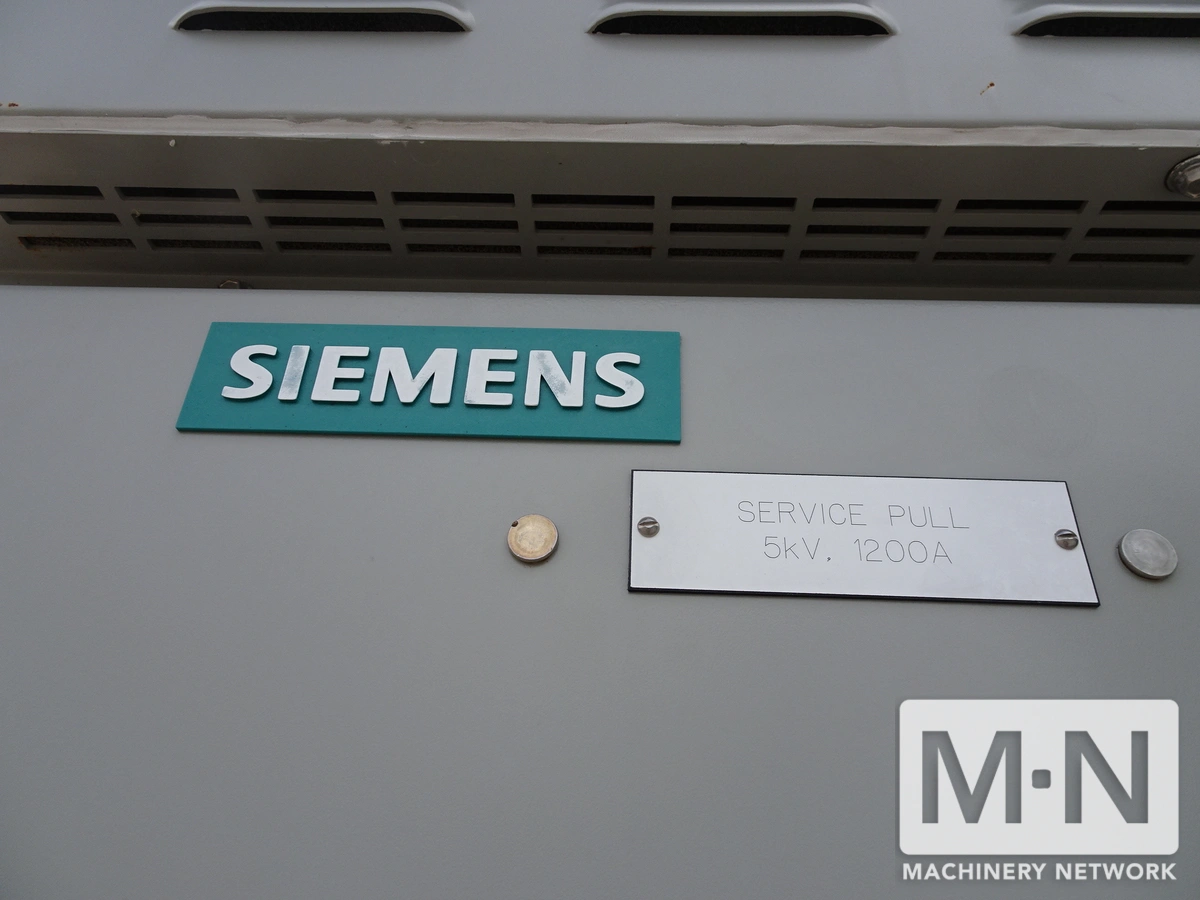 SIEMENS
SERVICE PULL
5kV, 1200A
M·N
MACHINERY NETWORK